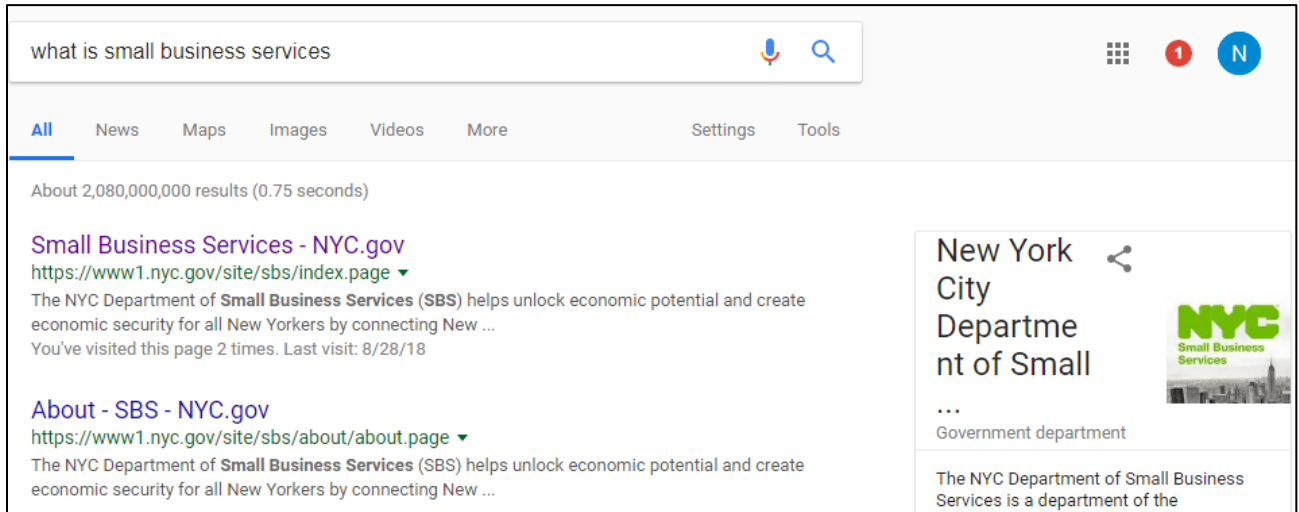 what is small business services
1
N
All News Maps Images Videos More Settings Tools
About 2,080,000,000 results (0.75 seconds)
Small Business Services - NYC.gov
https://www1.nyc.gov/site/sbs/index.page
The NYC Department of Small Business Services (SBS) helps unlock economic potential and create
economic security for all New Yorkers by connecting New ...
You've visited this page 2 times. Last visit: 8/28/18
About - SBS - NYC.gov
https://www1.nyc.gov/site/sbs/about/about.page
The NYC Department of Small Business Services (SBS) helps unlock economic potential and create
economic security for all New Yorkers by connecting New ...
New York
City
Departme
nt of Small
...
Government department
NYC
Small Business
Services
The NYC Department of Small Business
Services is a department of the